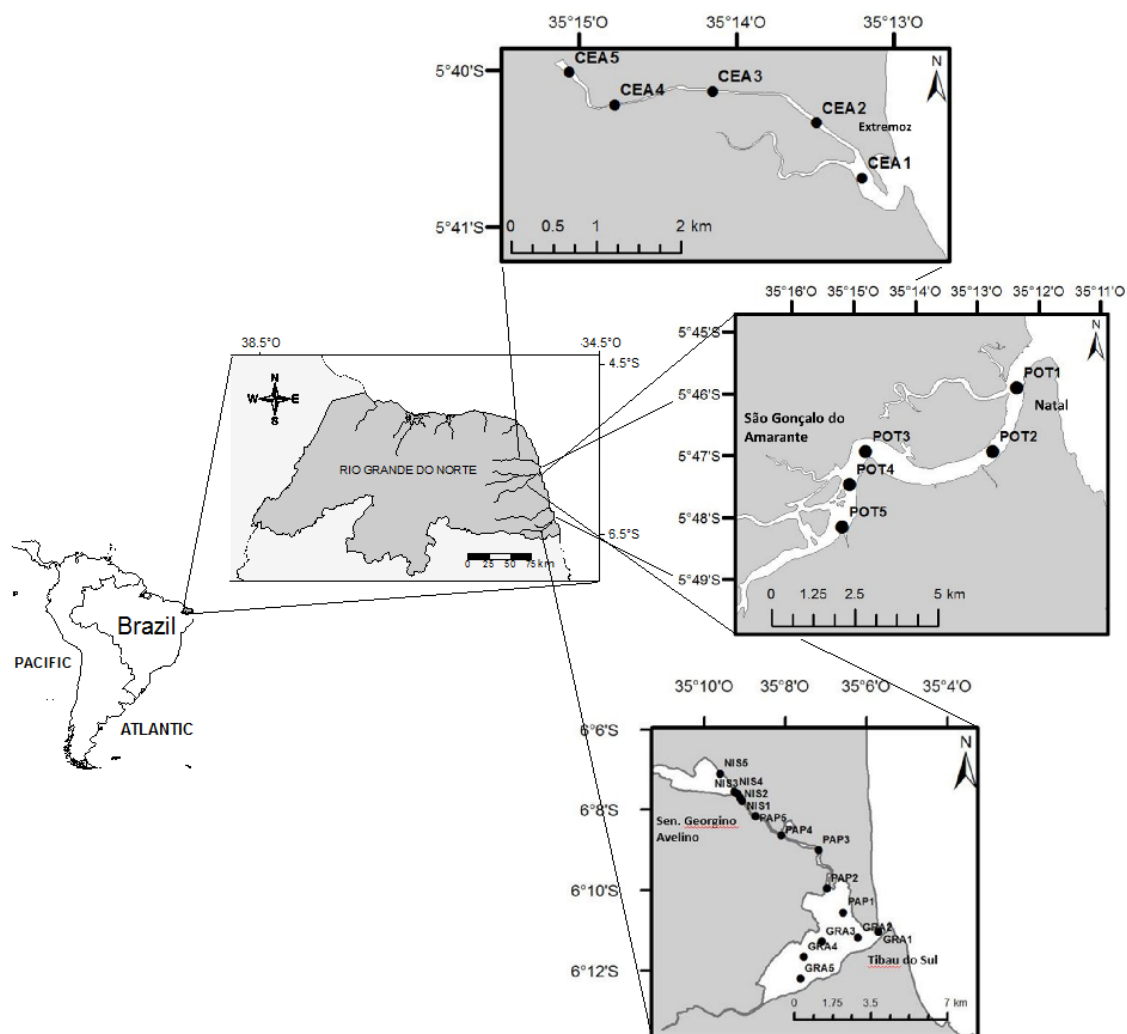 35°15'O 35°14'O 35°13'O
5°40'S
5°41'S
CEA5
CEA4
CEA3
CEA2
Extremoz
CEA1
N
0 0.5 1 2 km
35°16'O 35°15'O 35°14'O 35°13'O 35°12'O 35°11'O
5°45'S
5°46'S
5°47'S
5°48'S
5°49'S
N
POT1
Natal
São Gonçalo do
Amarante
POT3
POT2
POT4
POT5
0 1.25 2.5 5 km
38.5°O
-34.5°O
4.5°S
6.5°S
N
W E
S
RIO GRANDE DO NORTE
0 25 50 75 km
Brazil
PACIFIC
ATLANTIC
35°10'O 35°8'O 35°6'O 35°4'O
6°6'S
6°8'S
6°10'S
6°12'S
N
NIS5
NIS3 NIS4
NIS2
NIS1
PAP5
Sen. Georgino
Avelino
PAP4
PAP3
PAP2
PAP1
GRA3 GRA2
GRA1
GRA4
Tibau do Sul
GRA5
0 1.75 3.5 7 km